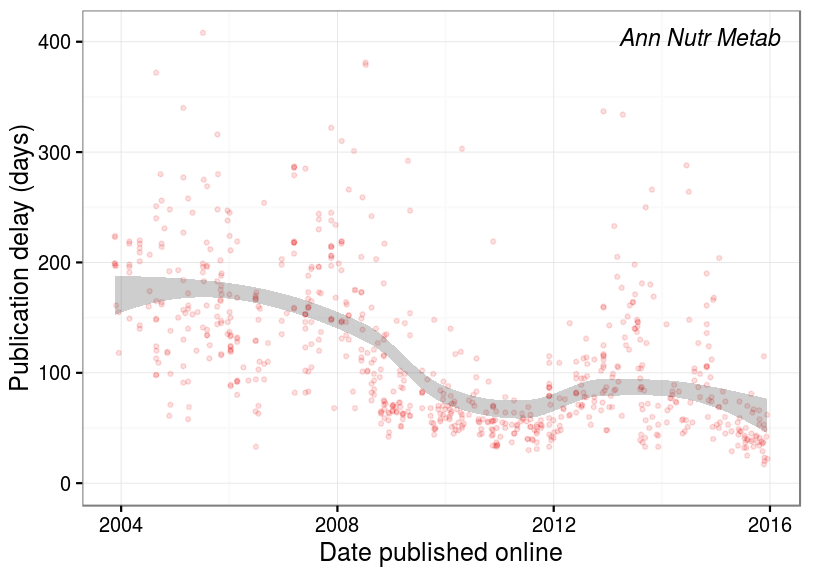 Ann Nutr Metab
Publication delay (days)
400
300
200
100
0
2004 2008 2012 2016
Date published online